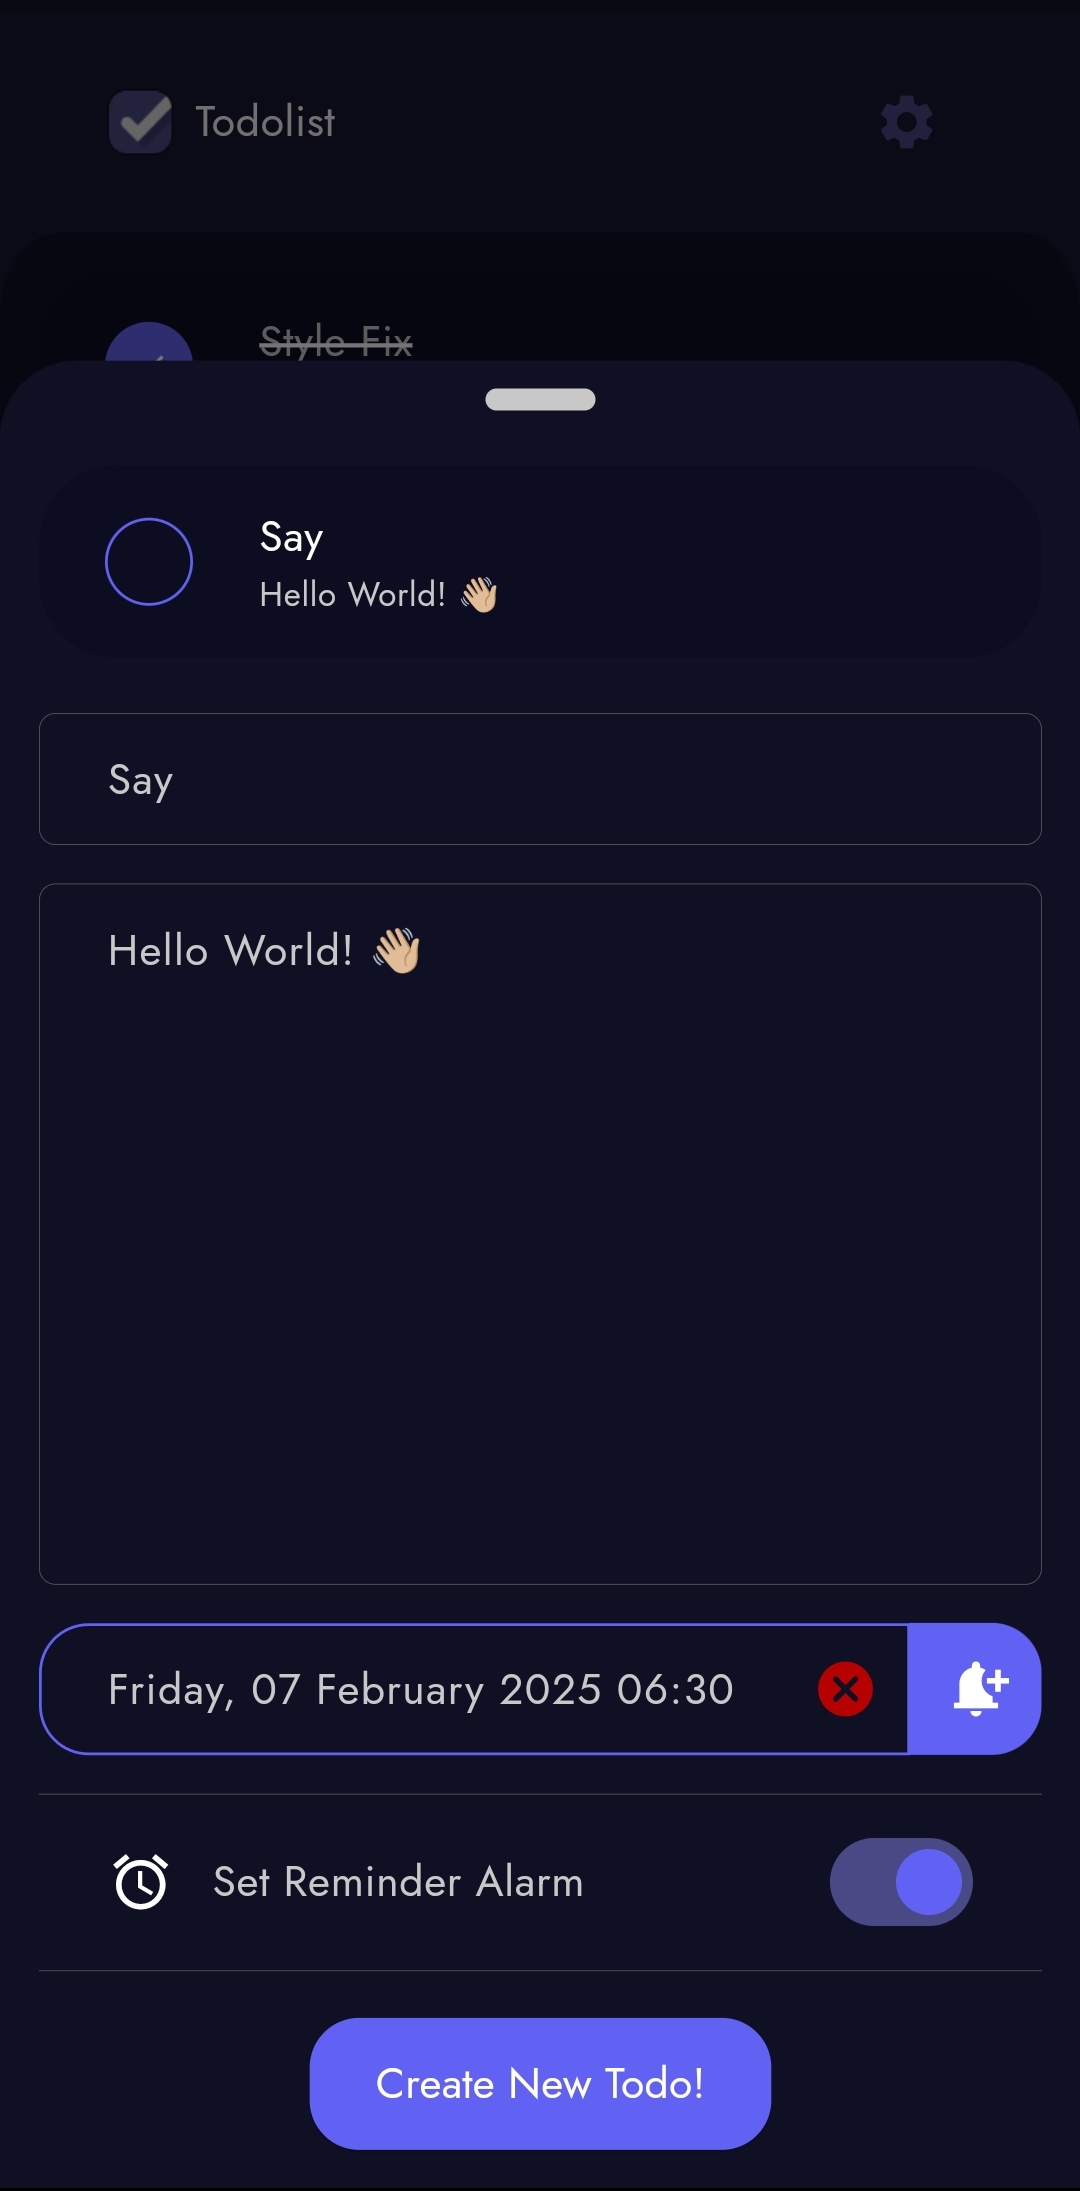 Todolist
Style Fix
Say
Hello World! 👋🏼
Say
Hello World! 👋🏼
Friday, 07 February 2025 06:30
Set Reminder Alarm
Create New Todo!